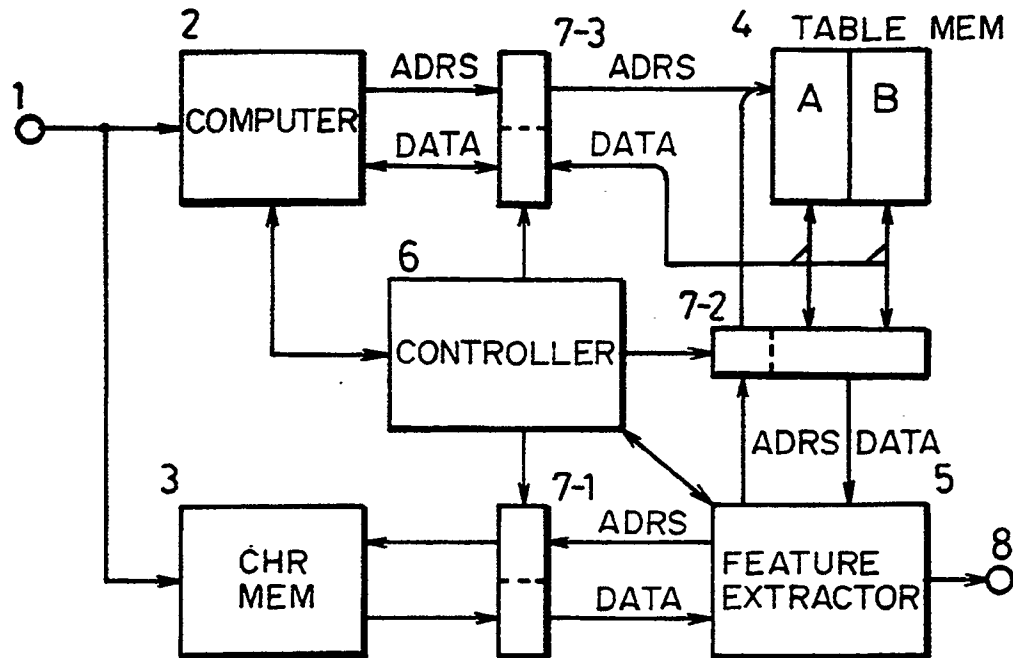 2
7-3
4 TABLE MEM
1
ADRS
ADRS
A
B
COMPUTER
DATA
DATA
6
7-2
CONTROLLER
ADRS
DATA
3
7-1
5
ADRS
8
CHR
MEM
FEATURE
EXTRACTOR
DATA